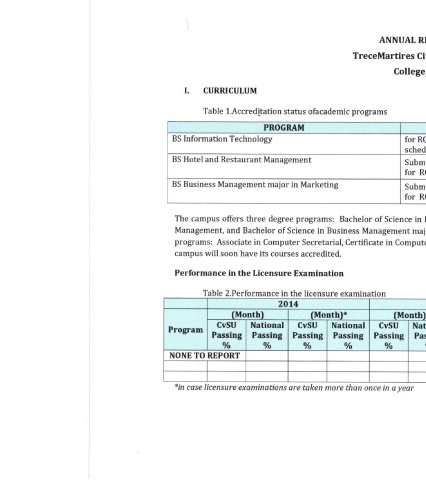 ANNUAL RE
TreceMartires Ci
College,
I. CURRICULUM
Table 1.Accreditation status ofacademic programs
PROGRAM
BS Information Technology for RQ
sched
BS Hotel and Restaurant Management Subm
for RQ
BS Business Management major in Marketing Subm
for RQ
The campus offers three degree programs: Bachelor of Science in
Management, and Bachelor of Science in Business Management maj
programs: Associate in Computer Secretarial, Certificate in Compute
campus will soon have its courses accredited.
Performance in the Licensure Examination
Table 2.Performance in the licensure examination
2014
(Month) (Month)* (Month)
Program CvSU Passing % National Passing % CvSU Passing % National Passing % CvSU Passing % Nat Pas
NONE TO REPORT
*in case licensure examinations are taken more than once in a year